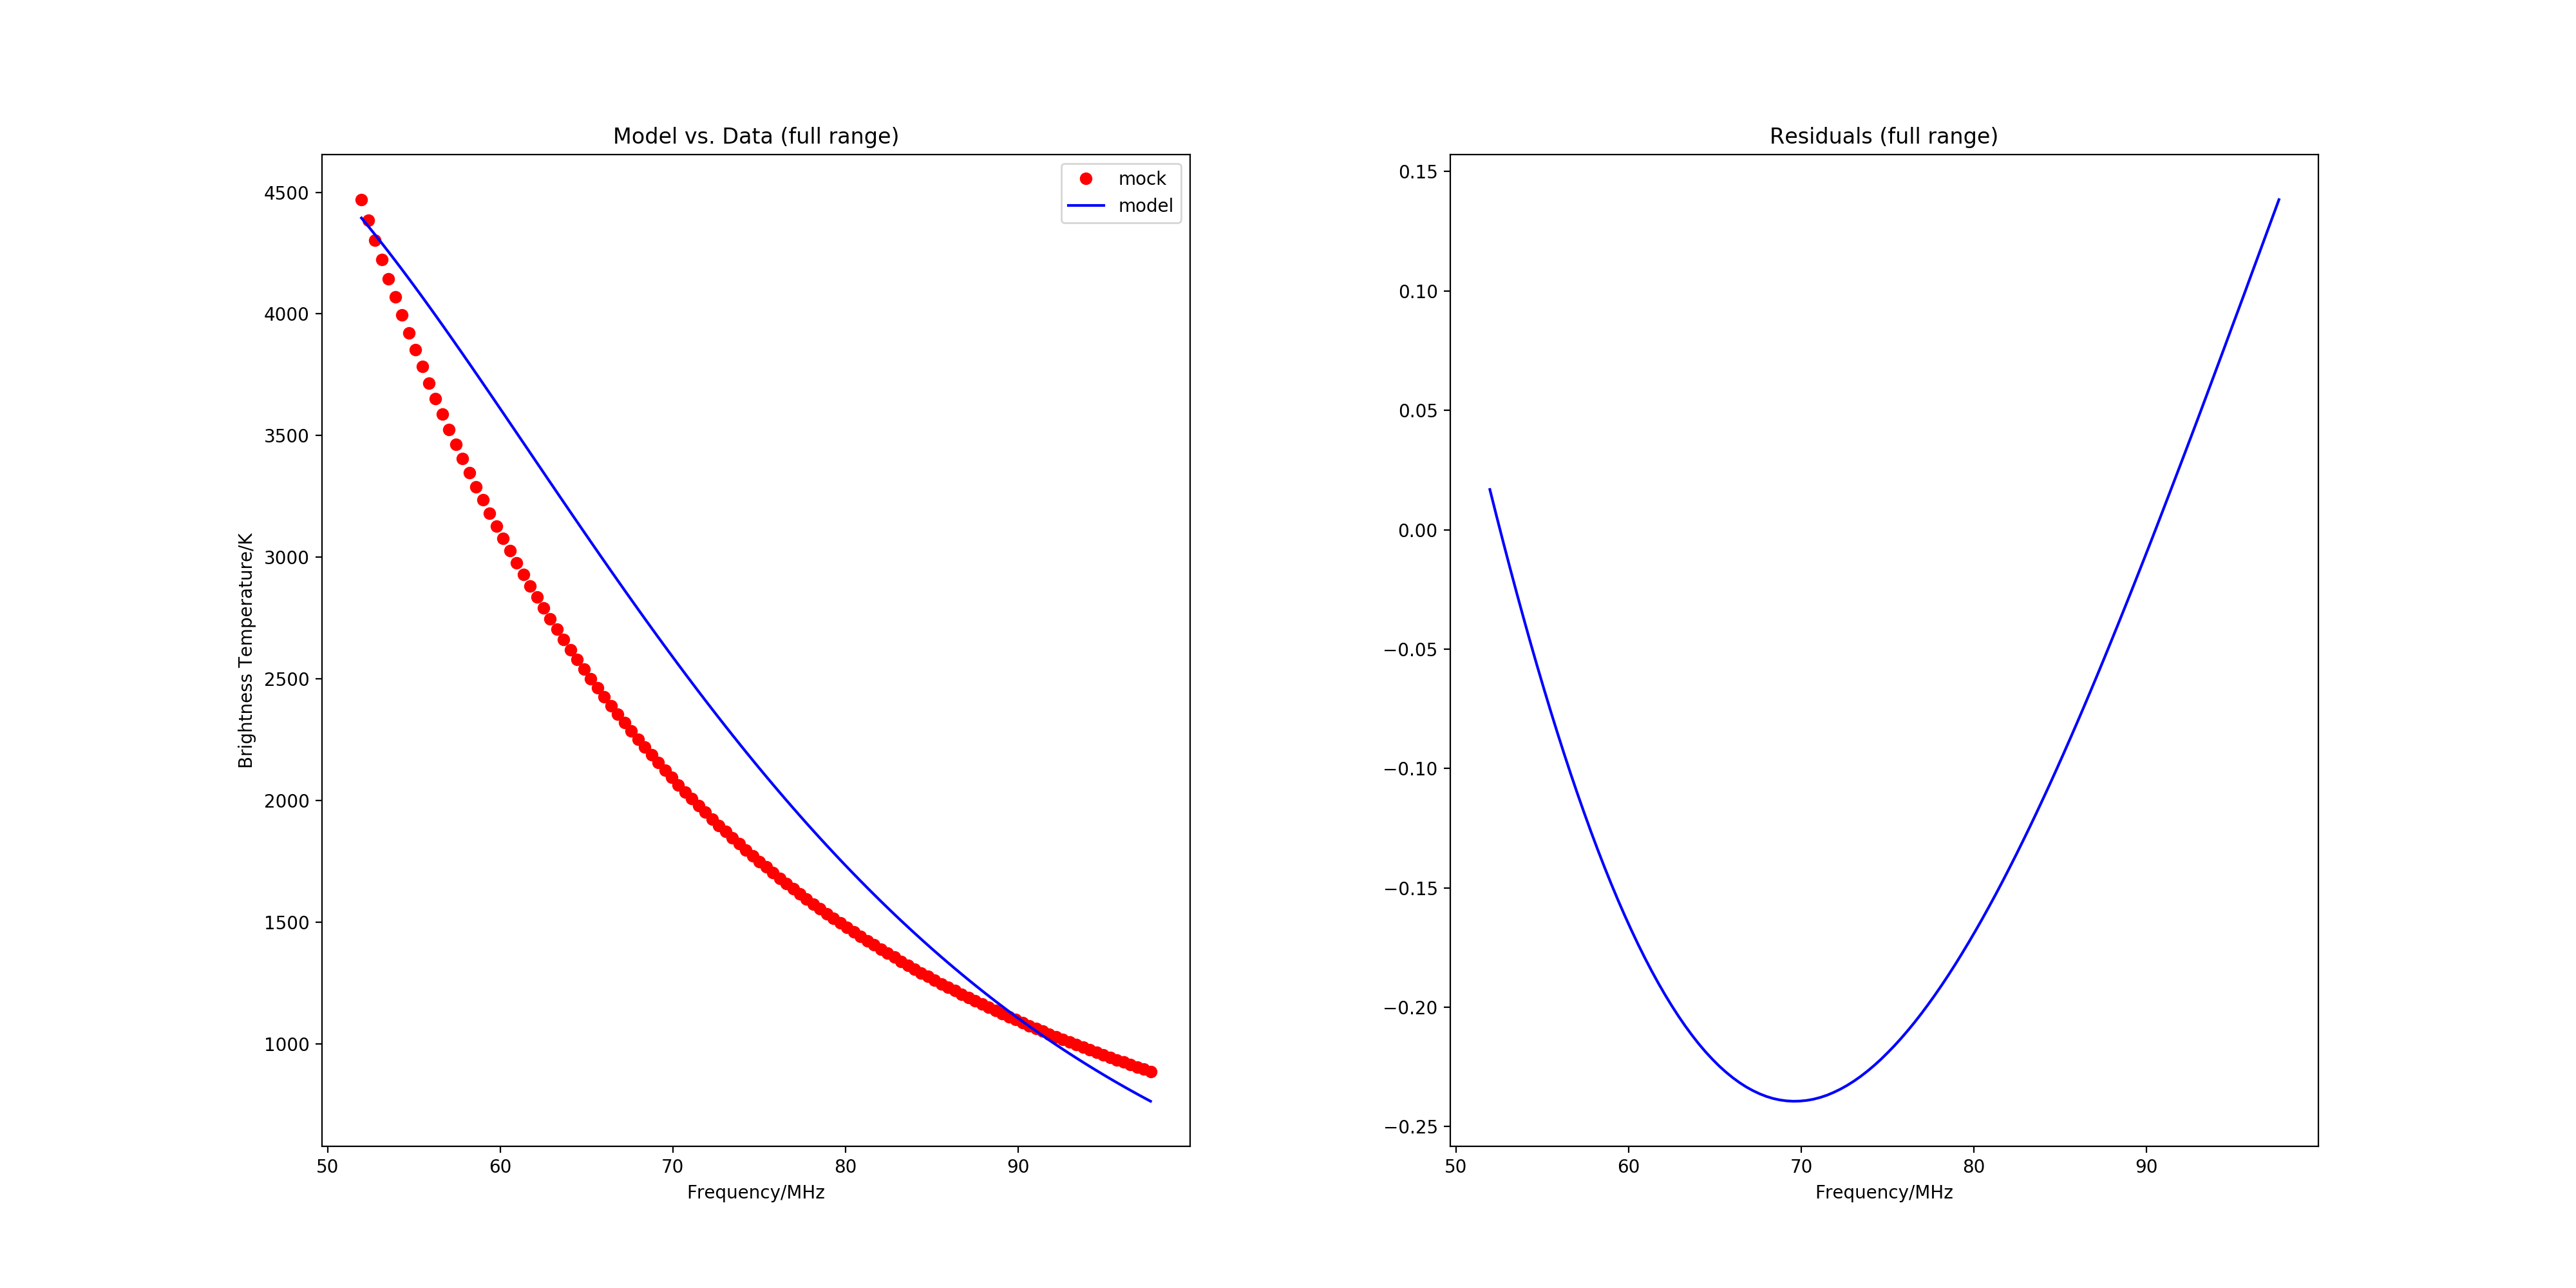 Model vs. Data (full range)
mock
model
4500
4000
3500
3000
2500
2000
1500
1000
Brightness Temperature/K
50 60 70 80 90
Frequency/MHz
Residuals (full range)
0.15
0.10
0.05
0.00
−0.05
−0.10
−0.15
−0.20
−0.25
50 60 70 80 90
Frequency/MHz